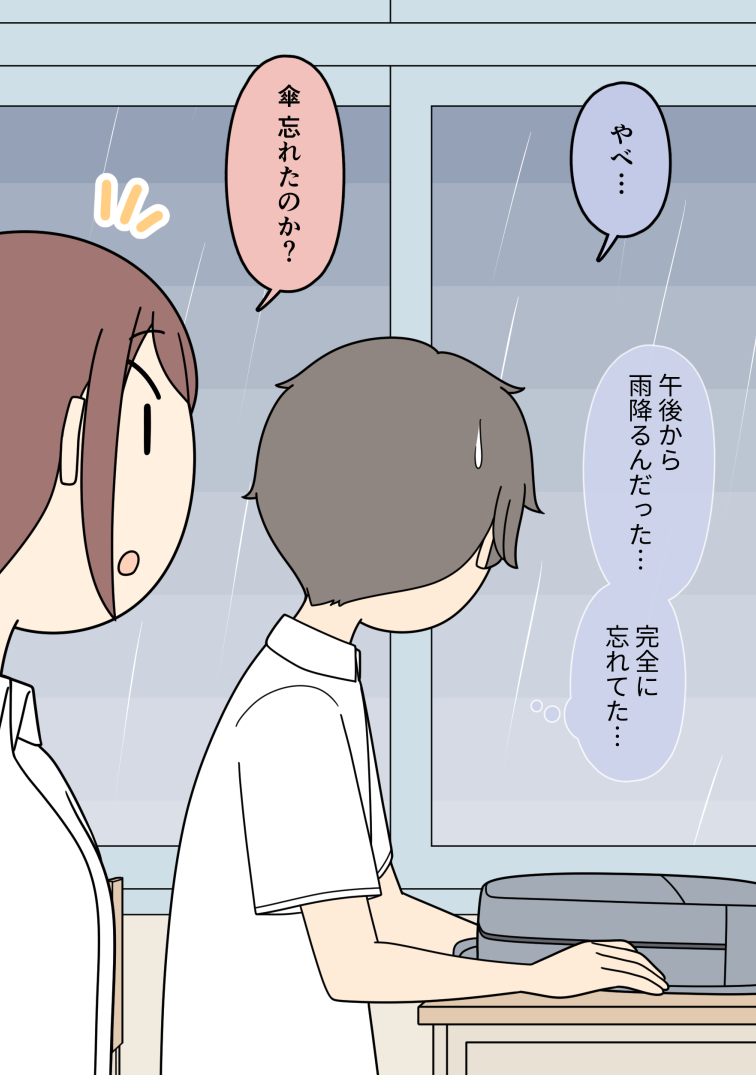 やべ…
午後から
雨降るんだった…
完全に
忘れてた…
傘 忘れたのか？